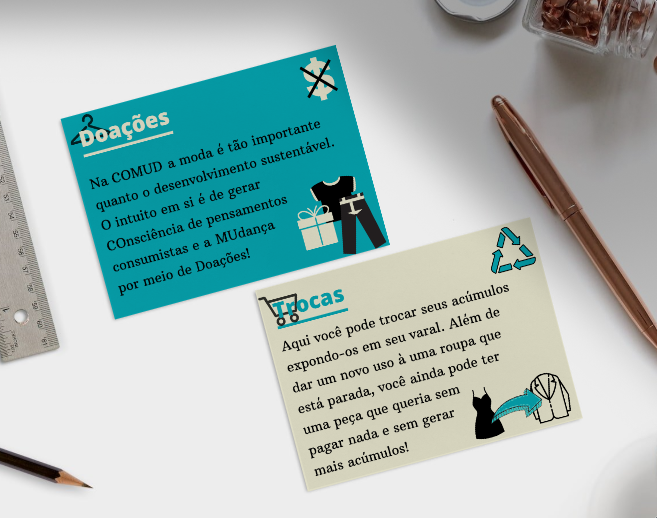 Doações
Na COMUD a moda é tão importante
quanto o desenvolvimento sustentável.
O intuito em si é de gerar
COnsciência de pensamentos
consumistas e a MUdança
por meio de Doações!
Trocas
Aqui você pode trocar seus acúmulos
expondo-os em seu varal. Além de
dar um novo uso à uma roupa que
está parada, você ainda pode ter
uma peça que queria sem
pagar nada e sem gerar
mais acúmulos!